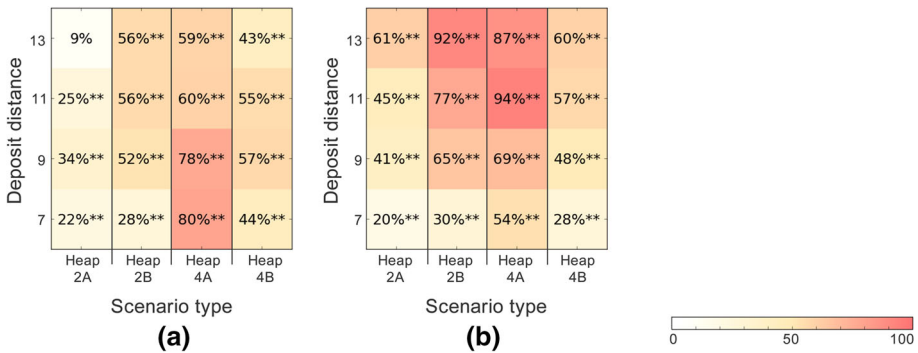 Deposit distance
13
9%
56%**
59%**
43%**
11
25%**
56%**
60%**
55%**
9
34%**
52%**
78%**
57%**
7
22%**
28%**
80%**
44%**
Heap
2A
Heap
2B
Heap
4A
Heap
4B
Scenario type
(a)
Deposit distance
13
61%**
92%**
87%**
60%**
11
45%**
77%**
94%**
57%**
9
41%**
65%**
69%**
48%**
7
20%**
30%**
54%**
28%**
Heap
2A
Heap
2B
Heap
4A
Heap
4B
Scenario type
(b)
0
50
100